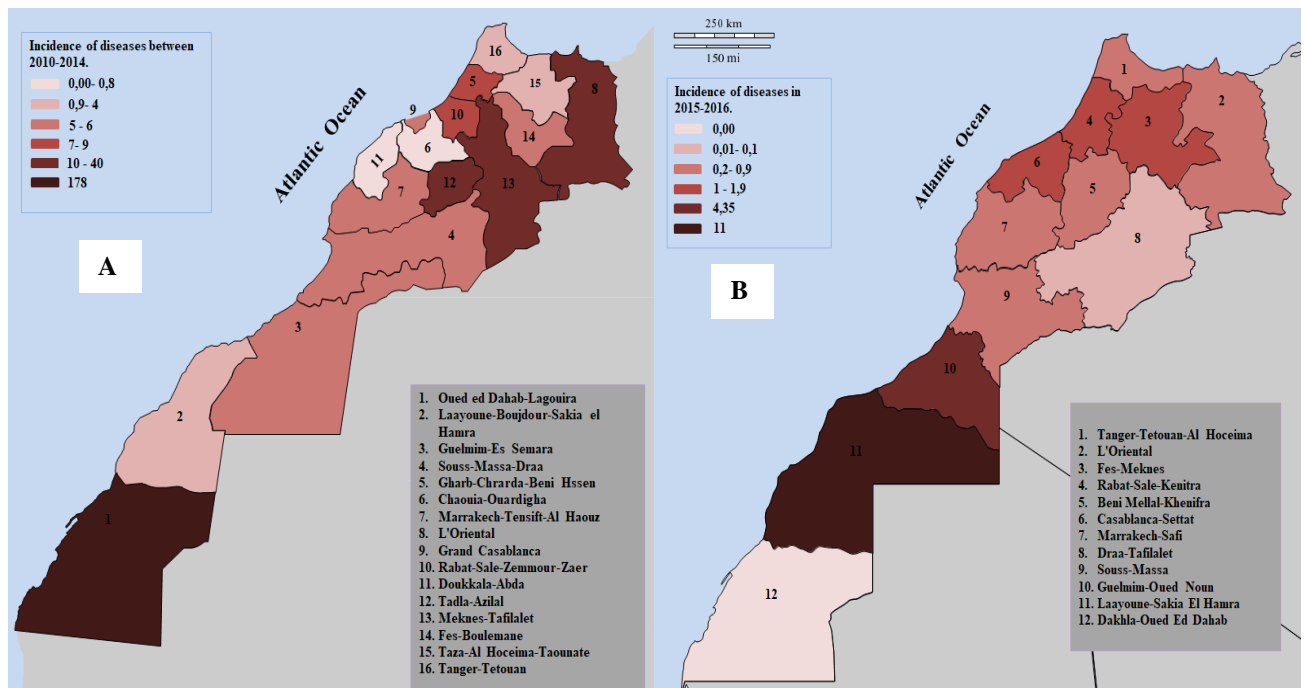 Incidence of diseases between
2010-2014.
0,00- 0,8
0,9- 4
5 - 6
7- 9
10 - 40
178
Atlantic Ocean
A
16
5
15
8
9
10
14
6
11
12
13
7
4
3
2
1
1. Oued ed Dahab-Lagouira
2. Laayoune-Boujdour-Sakia el
Hamra
3. Guelmim-Es Semara
4. Souss-Massa-Draa
5. Gharb-Chrarda-Beni Hssen
6. Chaouia-Ouardigha
7. Marrakech-Tensift-Al Haouz
8. L'Oriental
9. Grand Casablanca
10. Rabat-Sale-Zemmour-Zaer
11. Doukkala-Abda
12. Tadla-Azilal
13. Meknes-Tafilalet
14. Fes-Boulemane
15. Taza-Al Hoceima-Taounate
16. Tanger-Tetouan
250 km
150 mi
Incidence of diseases in
2015-2016.
0,00
0,01- 0,1
0,2- 0,9
1 - 1,9
4,35
11
Atlantic Ocean
B
1
2
4
3
6
5
7
8
9
10
11
12
1. Tanger-Tetouan-Al Hoceima
2. L'Oriental
3. Fes-Meknes
4. Rabat-Sale-Kenitra
5. Beni Mellal-Khenifra
6. Casablanca-Settat
7. Marrakech-Safi
8. Draa-Tafilalet
9. Souss-Massa
10. Guelmim-Oued Noun
11. Laayoune-Sakia El Hamra
12. Dakhla-Oued Ed Dahab